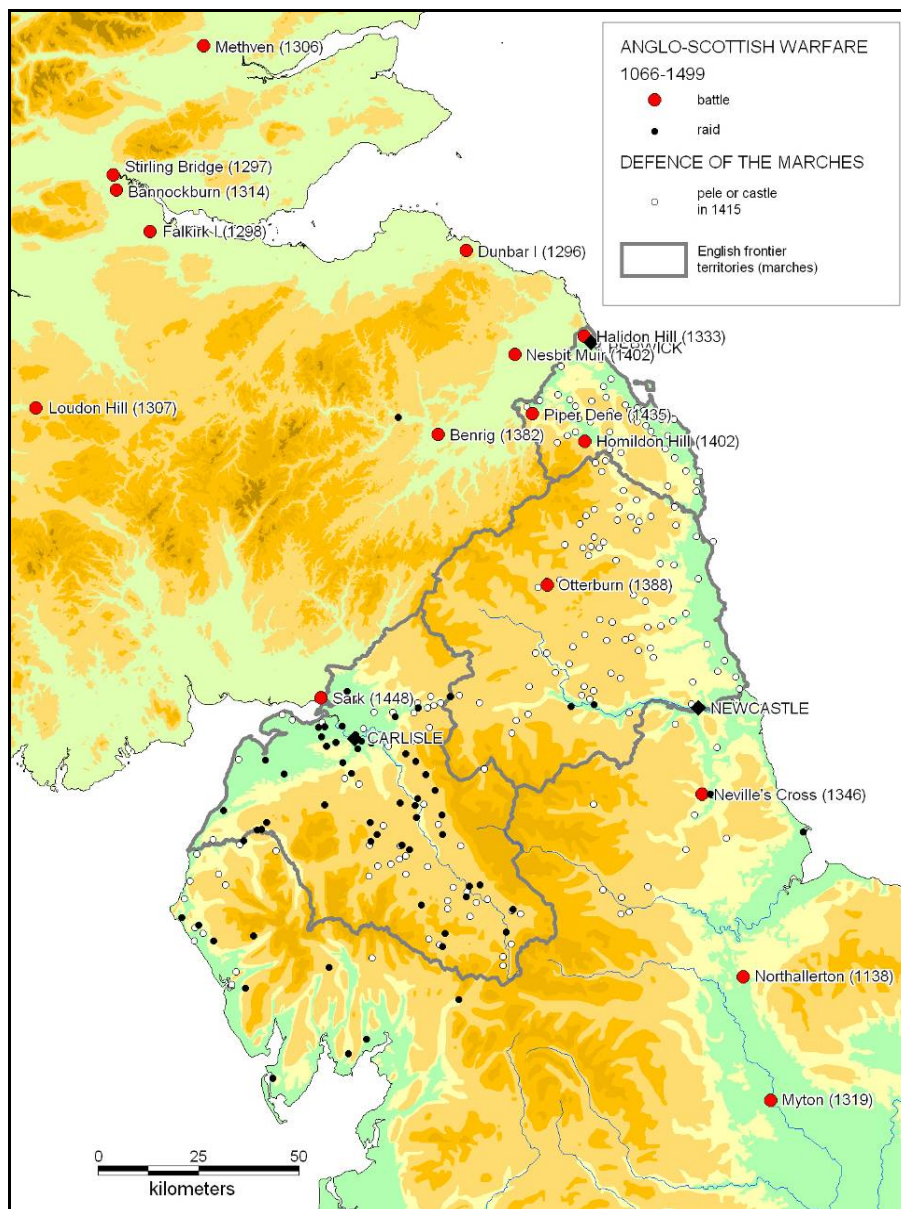 Methven (1306)
ANGLO-SCOTTISH WARFARE
1066-1499
battle
raid
DEFENCE OF THE MARCHES
pele or castle
in 1415
English frontier
territories (marches)
Stirling Bridge (1297)
Bannockburn (1314)
Falkirk I (1298)
Dunbar I (1296)
Halidon Hill (1333)
BERWICK
Nesbit Muir (1402)
Loudon Hill (1307)
Piper Dene (1435)
Benrig (1382)
Homildon Hill (1402)
Otterburn (1388)
Sark (1448)
NEWCASTLE
CARLISLE
Neville's Cross (1346)
Northallerton (1138)
Myton (1319)
0 25 50
kilometers